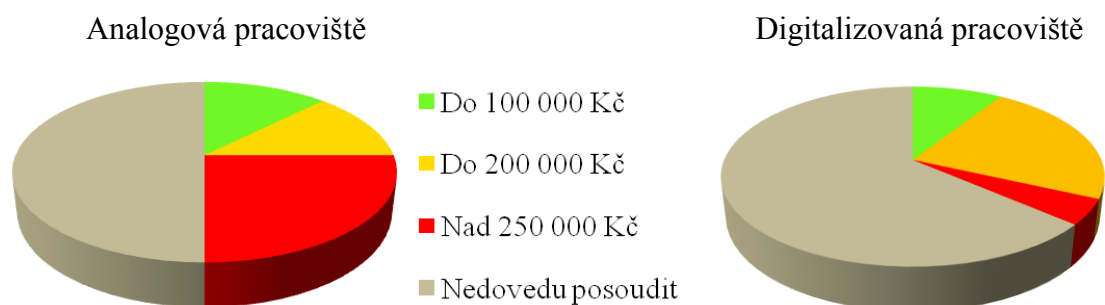 Analogová pracoviště
Digitalizovaná pracoviště
Do 100 000 Kč
Do 200 000 Kč
Nad 250 000 Kč
Nedovedu posoudit